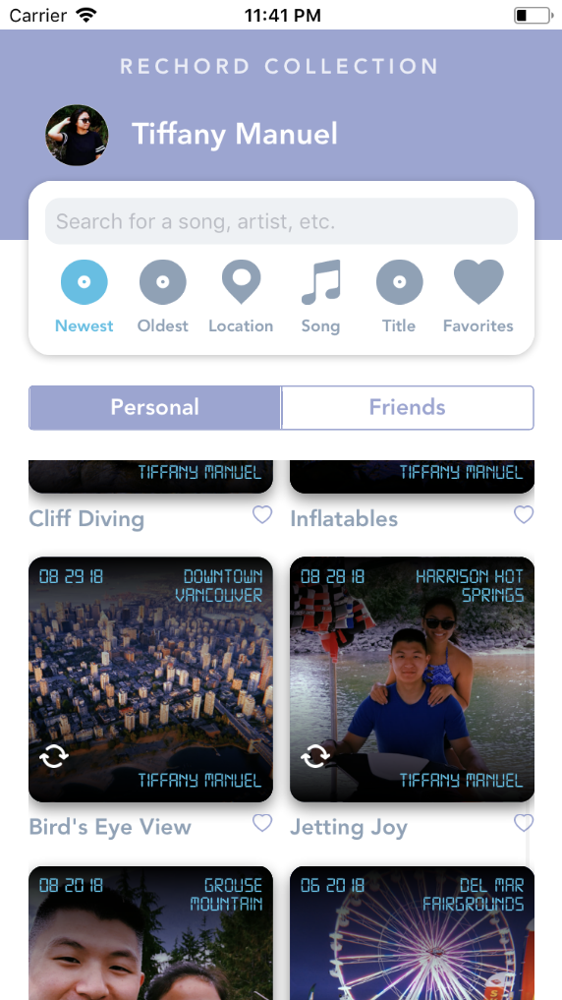 Carrier
11:41 PM
RECHORD COLLECTION
Tiffany Manuel
Search for a song, artist, etc.
Newest
Oldest
Location
Song
Title
Favorites
Personal
Friends
TIFFANY MANUEL
TIFFANY MANUEL
Cliff Diving
Inflatables
08 29 18
DOWNTOWN
VANCOUVER
TIFFANY MANUEL
08 28 18
HARRISON HOT
SPRINGS
TIFFANY MANUEL
Bird's Eye View
Jetting Joy
08 20 18
GROUSE
MOUNTAIN
06 20 18
DEL MAR
FAIRGROUNDS